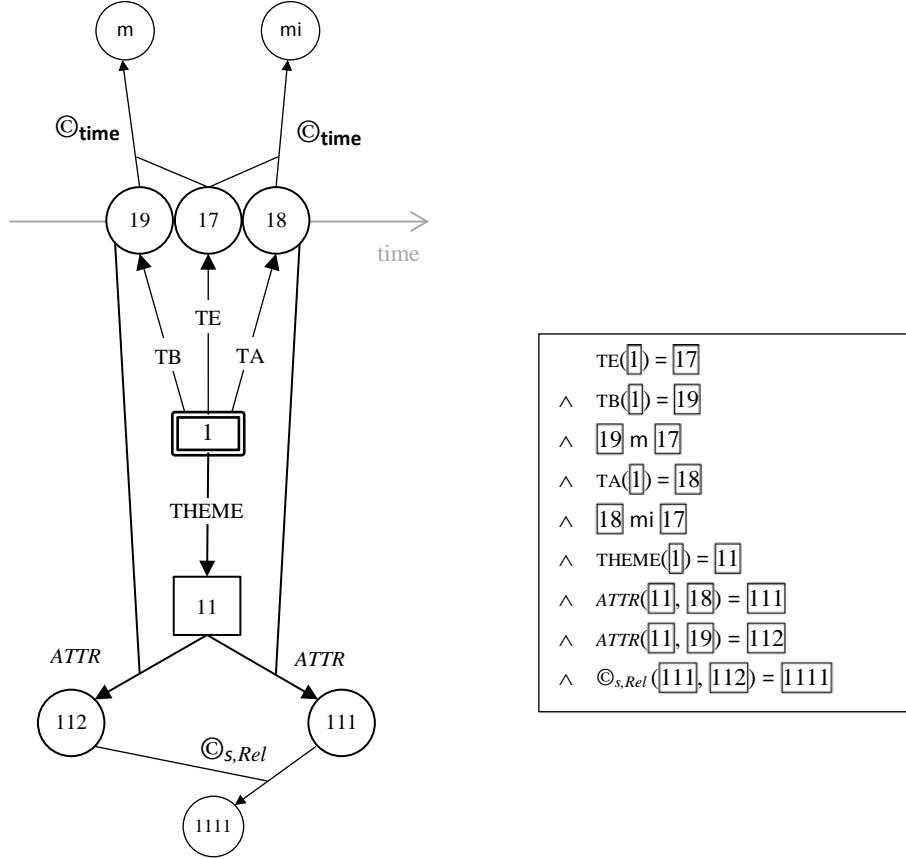 m
mi
©time
©time
19
17
18
time
TE
TB
TA
1
THEME
11
ATTR
ATTR
112
111
©s,Rel
1111
TE(1) = 17
∧ TB(1) = 19
∧ 19 m 17
∧ TA(1) = 18
∧ 18 mi 17
∧ THEME(1) = 11
∧ ATTR(11, 18) = 111
∧ ATTR(11, 19) = 112
∧ ©s,Rel (111, 112) = 1111